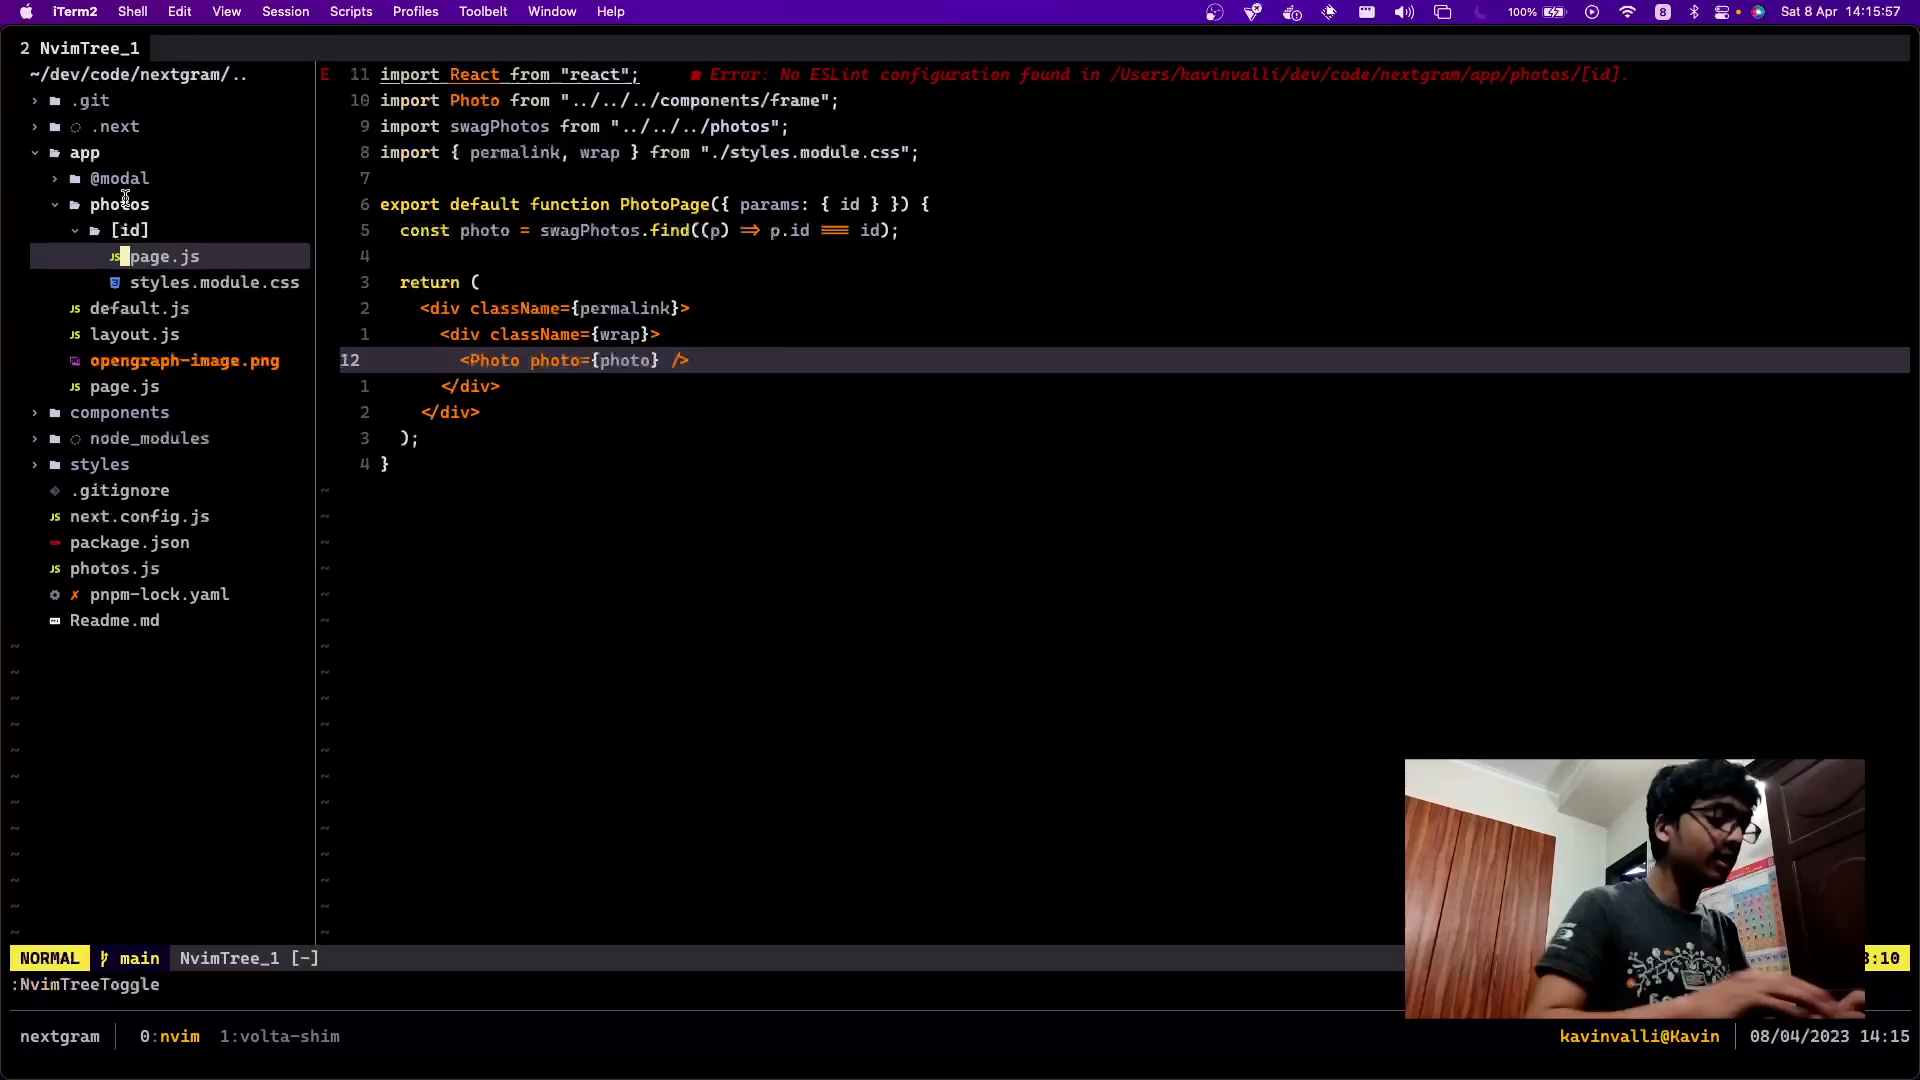 iTerm2 Shell Edit View Session Scripts Profiles Toolbelt Window Help 100% 8 Sat 8 Apr 14:15:57
2 NvimTree_1
~/dev/code/nextgram/..
.git
.next
app
@modal
photos
[id]
page.js
styles.module.css
default.js
layout.js
opengraph-image.png
page.js
components
node_modules
styles
.gitignore
next.config.js
package.json
photos.js
✗ pnpm-lock.yaml
Readme.md
E 11 import React from "react"; ■ Error: No ESLint configuration found in /Users/kavinvalli/dev/code/nextgram/app/photos/[id].
10 import Photo from "../../../components/frame";
9 import swagPhotos from "../../../photos";
8 import { permalink, wrap } from "./styles.module.css";
7
6 export default function PhotoPage({ params: { id } }) {
5 const photo = swagPhotos.find((p) => p.id === id);
4
3 return (
2 <div className={permalink}>
1 <div className={wrap}>
12 <Photo photo={photo} />
1 </div>
2 </div>
3 );
4 }
NORMAL main NvimTree_1 [-] 3:10
:NvimTreeToggle
nextgram 0:nvim 1:volta-shim kavinvalli@Kavin 08/04/2023 14:15